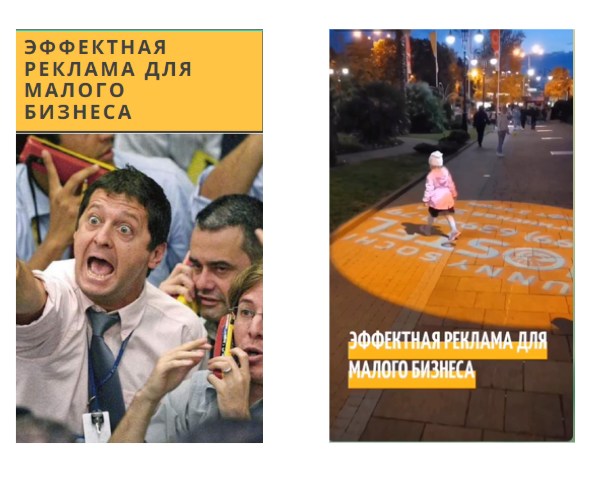 ЭФФЕКТНАЯ
РЕКЛАМА ДЛЯ
МАЛОГО
БИЗНЕСА
ЭФФЕКТНАЯ РЕКЛАМА ДЛЯ
МАЛОГО БИЗНЕСА